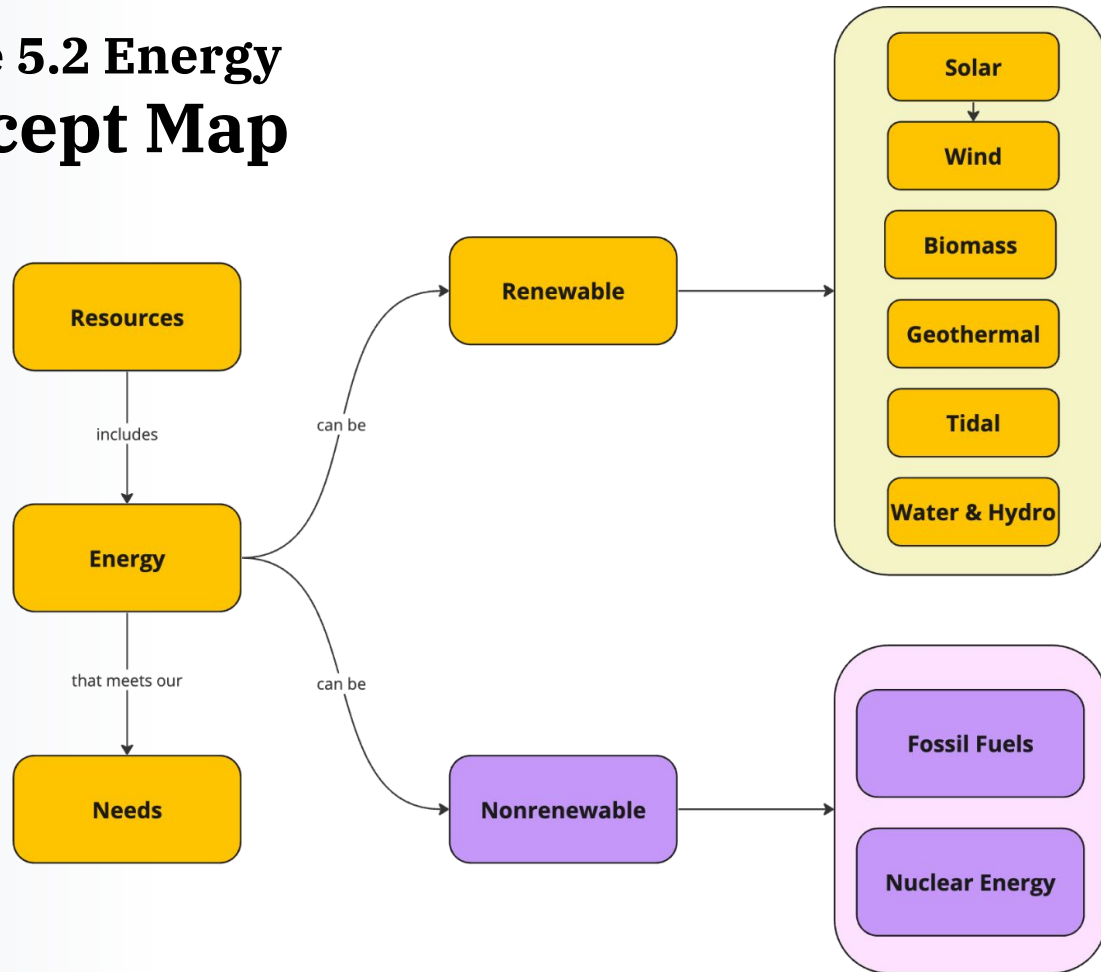 5.2 Energy
cept Map
Resources
includes
Energy
that meets our
Needs
can be
can be
Renewable
Nonrenewable
Solar
Wind
Biomass
Geothermal
Tidal
Water & Hydro
Fossil Fuels
Nuclear Energy